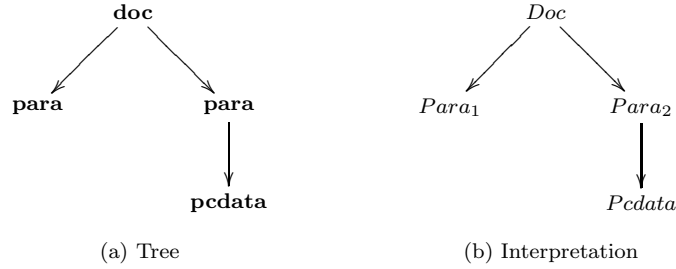 doc
para para
pcdata
(a) Tree
Doc
Para₁ Para₂
Pcdata
(b) Interpretation